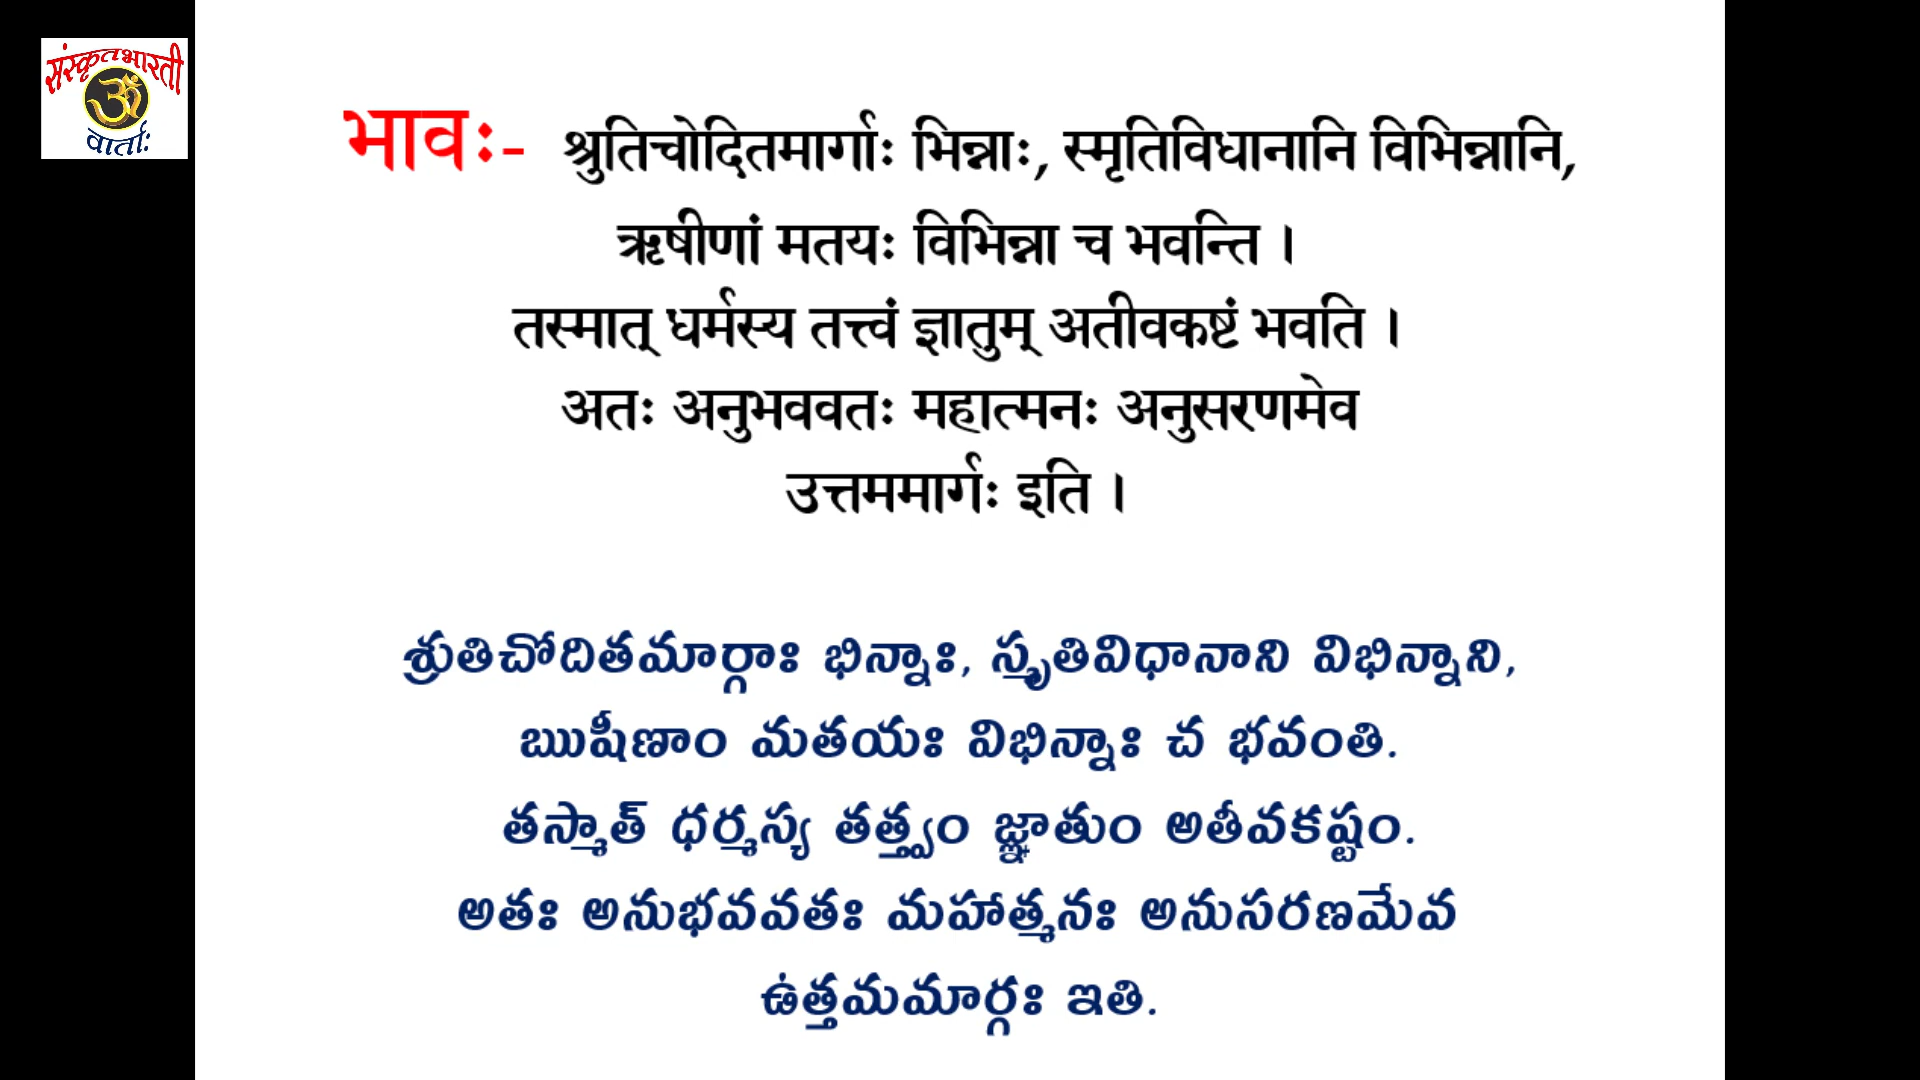 संस्कृतभारती
ॐ
वार्ताः
भावः- श्रुतिचोदितमार्गाः भिन्नाः, स्मृतिविधानानि विभिन्नानि,
ऋषीणां मतयः विभिन्ना च भवन्ति ।
तस्मात् धर्मस्य तत्त्वं ज्ञातुम् अतीवकष्टं भवति ।
अतः अनुभववतः महात्मनः अनुसरणमेव
उत्तममार्गः इति ।
శ్రుతిచోదితమార్గాః భిన్నాః, స్మృతివిధానాని విభిన్నాని,
ఋషీణాం మతయః విభిన్నాః చ భవంతి.
తస్మాత్ ధర్మస్య తత్త్వం జ్ఞాతుం అతీవకష్టం.
అతః అనుభవవతః మహాత్మనః అనుసరణమేవ
ఉత్తమమార్గః ఇతి.